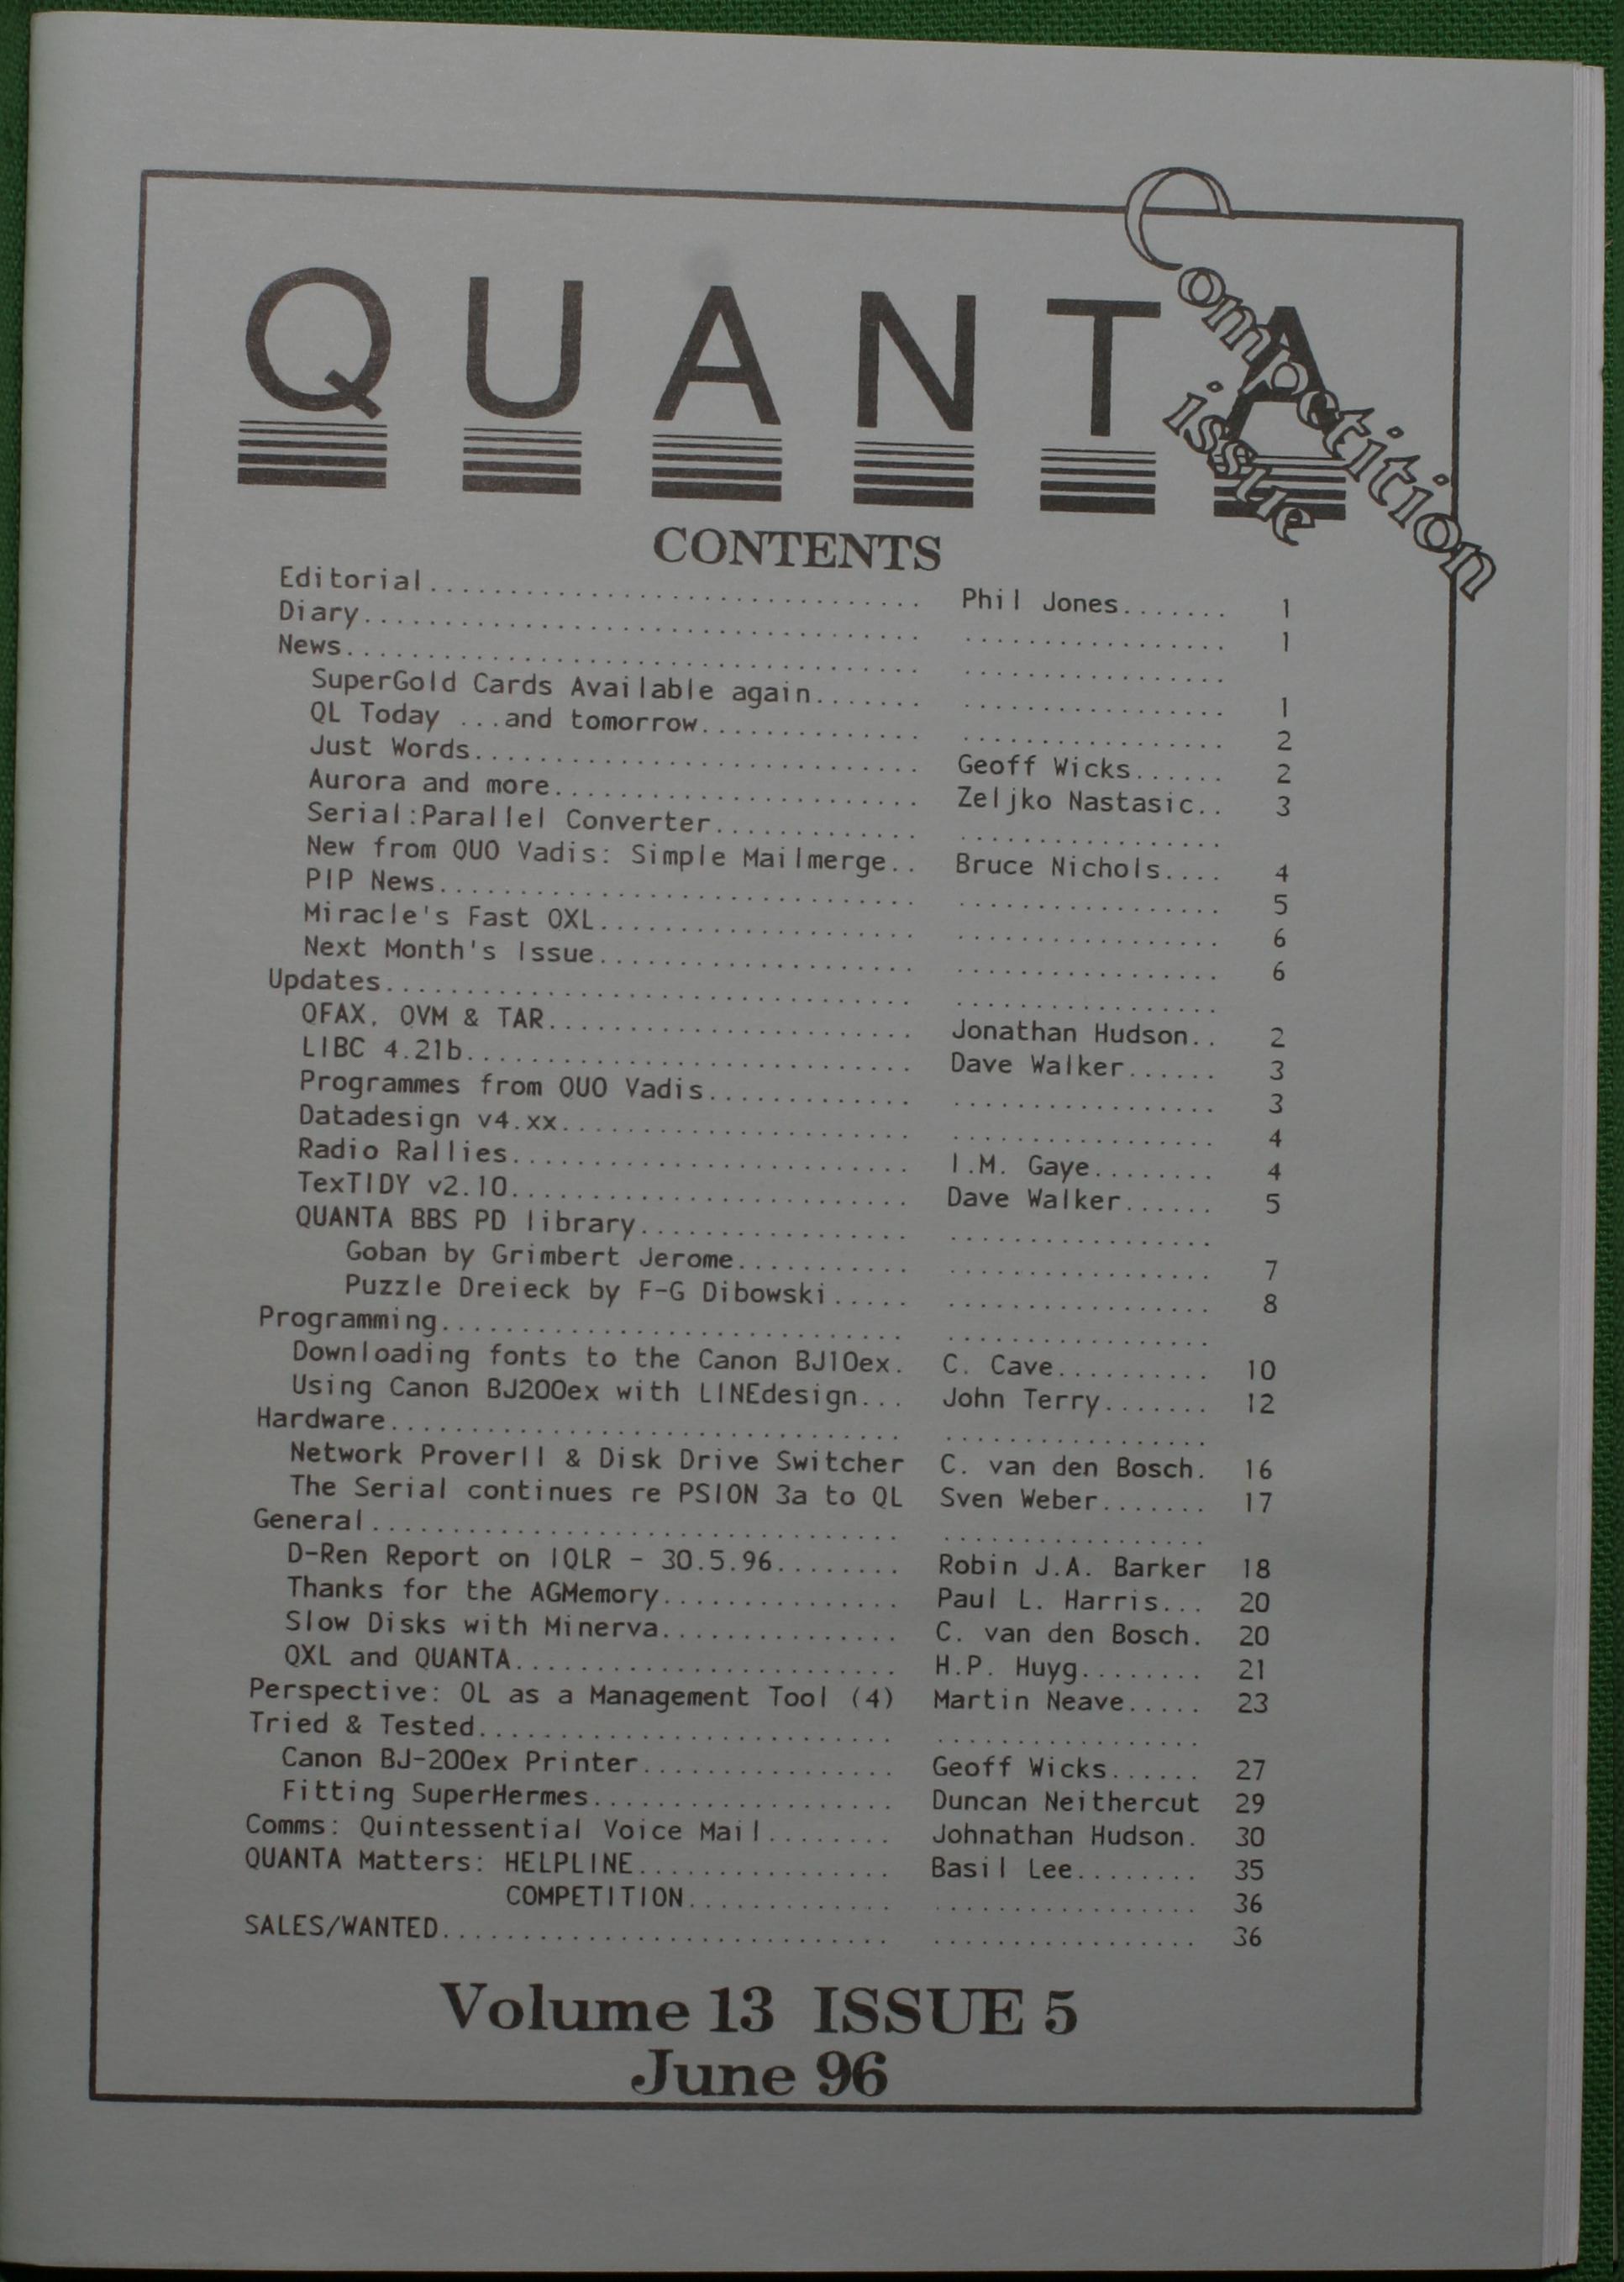 QUANTA
Competition
issue
CONTENTS
Editorial............................... Phil Jones....... 1
Diary................................... ................. 1
News.................................... .................
SuperGold Cards Available again....... ................. 1
QL Today ...and tomorrow.............. ................. 2
Just Words............................ Geoff Wicks...... 2
Aurora and more....................... Zeljko Nastasic.. 3
Serial:Parallel Converter............. .................
New from QUO Vadis: Simple Mailmerge.. Bruce Nichols.... 4
PIP News.............................. ................. 5
Miracle's Fast QXL.................... ................. 6
Next Month's Issue.................... ................. 6
Updates................................. .................
QFAX, QVM & TAR....................... Jonathan Hudson.. 2
LIBC 4.21b............................ Dave Walker...... 3
Programmes from QUO Vadis............. ................. 3
Datadesign v4.xx...................... ................. 4
Radio Rallies......................... I.M. Gaye........ 4
TexTIDY v2.10......................... Dave Walker...... 5
QUANTA BBS PD library................. .................
Goban by Grimbert Jerome........... ................. 7
Puzzle Dreieck by F-G Dibowski..... ................. 8
Programming............................. .................
Downloading fonts to the Canon BJ10ex. C. Cave.......... 10
Using Canon BJ200ex with LINEdesign... John Terry....... 12
Hardware................................ .................
Network ProverII & Disk Drive Switcher C. van den Bosch. 16
The Serial continues re PSION 3a to QL Sven Weber....... 17
General................................. .................
D-Ren Report on IQLR - 30.5.96........ Robin J.A. Barker 18
Thanks for the AGMemory............... Paul L. Harris... 20
Slow Disks with Minerva............... C. van den Bosch. 20
QXL and QUANTA........................ H.P. Huyg........ 21
Perspective: QL as a Management Tool (4) Martin Neave..... 23
Tried & Tested.......................... .................
Canon BJ-200ex Printer................ Geoff Wicks...... 27
Fitting SuperHermes................... Duncan Neithercut 29
Comms: Quintessential Voice Mail........ Johnathan Hudson. 30
QUANTA Matters: HELPLINE................ Basil Lee........ 35
COMPETITION............. ................. 36
SALES/WANTED............................ ................. 36
Volume 13 ISSUE 5
June 96